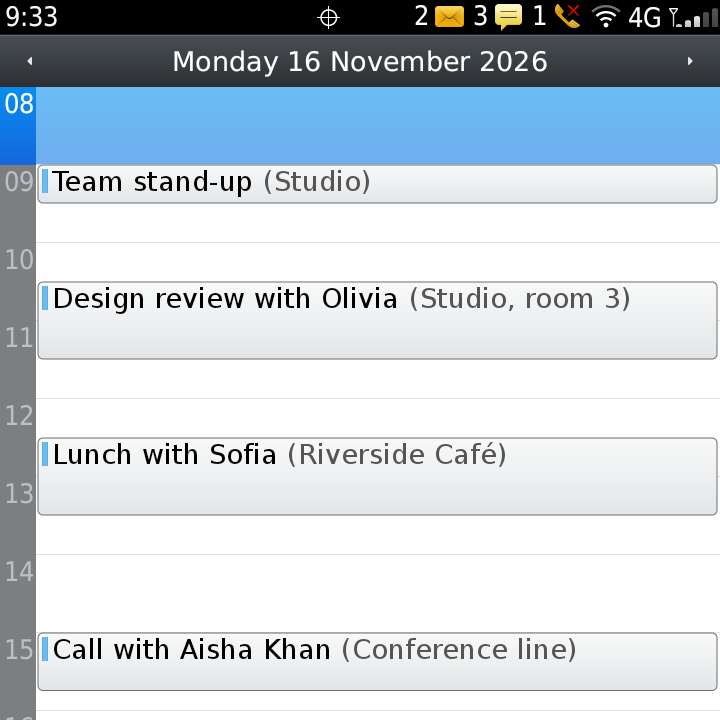 9:33 2 3 1 4G
Monday 16 November 2026
08
09 Team stand-up (Studio)
10
Design review with Olivia (Studio, room 3)
11
12
Lunch with Sofia (Riverside Café)
13
14
15 Call with Aisha Khan (Conference line)